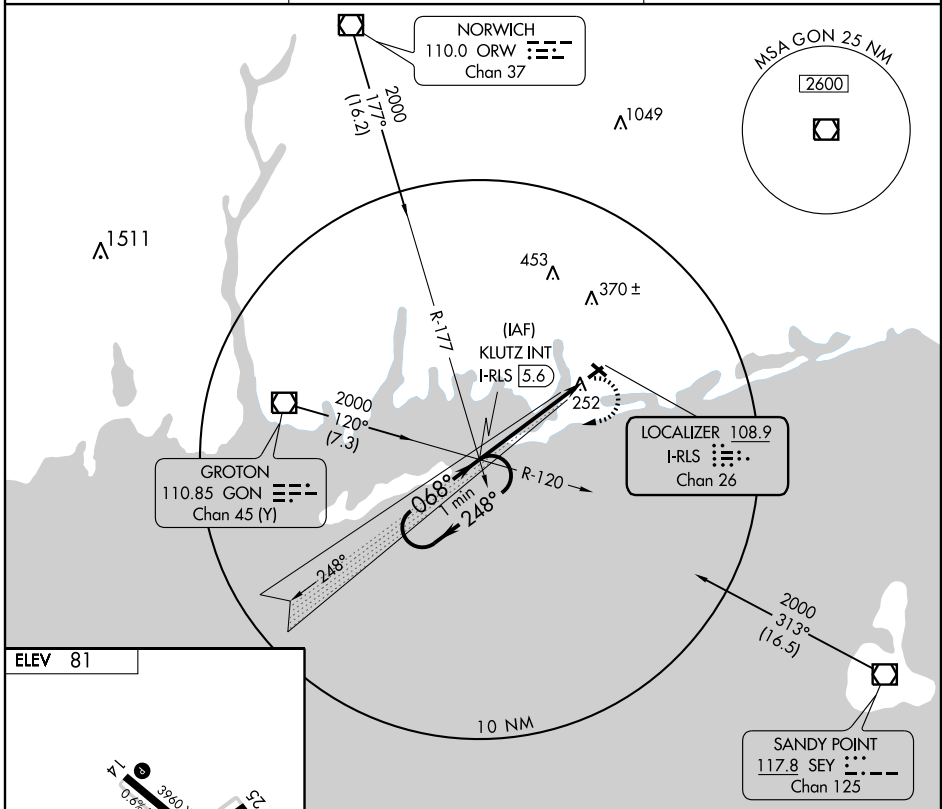 NORWICH
110.0 ORW
Chan 37
MSA GON 25 NM
2600
2000
177°
(16.2)
1049
1511
453
370 ±
R-177
(IAF)
KLUTZ INT
I-RLS 5.6
2000
120°
(7.3)
252
LOCALIZER 108.9
I-RLS
Chan 26
GROTON
110.85 GON
Chan 45 (Y)
R-120
068°
1 min
248°
248°
2000
313°
(16.5)
ELEV 81
10 NM
SANDY POINT
117.8 SEY
Chan 125
14
P
3960
0.6%
25